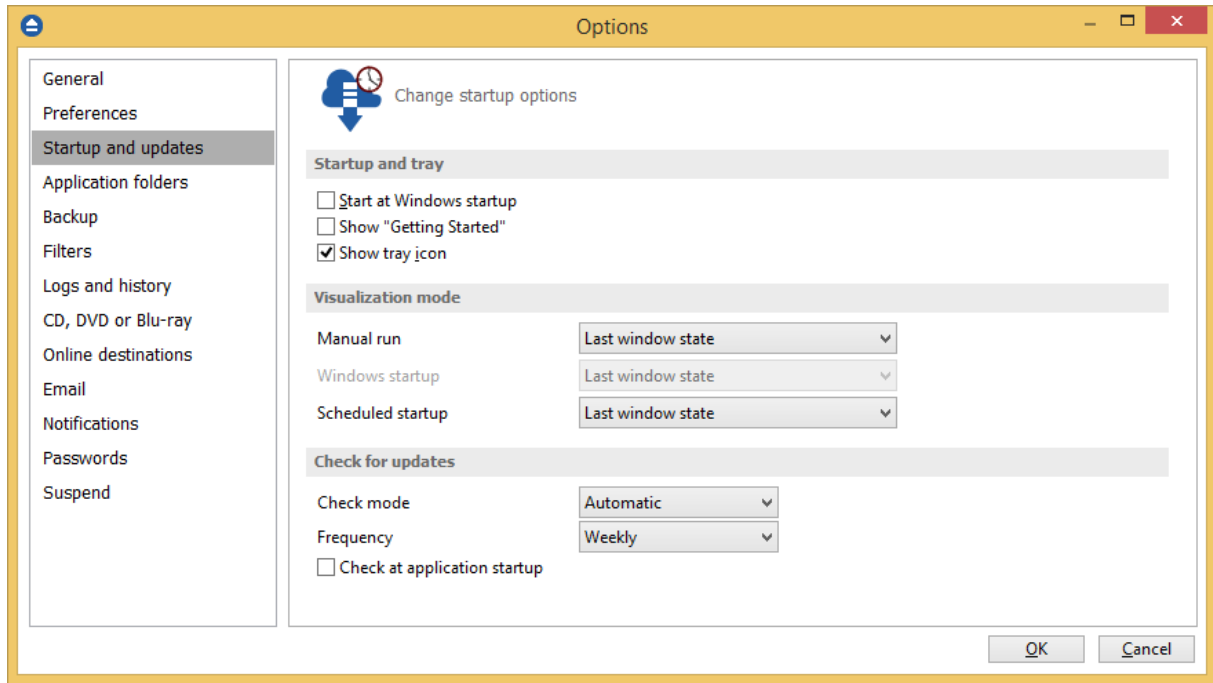 Options
General
Preferences
Startup and updates
Application folders
Backup
Filters
Logs and history
CD, DVD or Blu-ray
Online destinations
Email
Notifications
Passwords
Suspend
Change startup options
Startup and tray
Start at Windows startup
Show "Getting Started"
Show tray icon
Visualization mode
Manual run Last window state
Windows startup Last window state
Scheduled startup Last window state
Check for updates
Check mode Automatic
Frequency Weekly
Check at application startup
OK Cancel